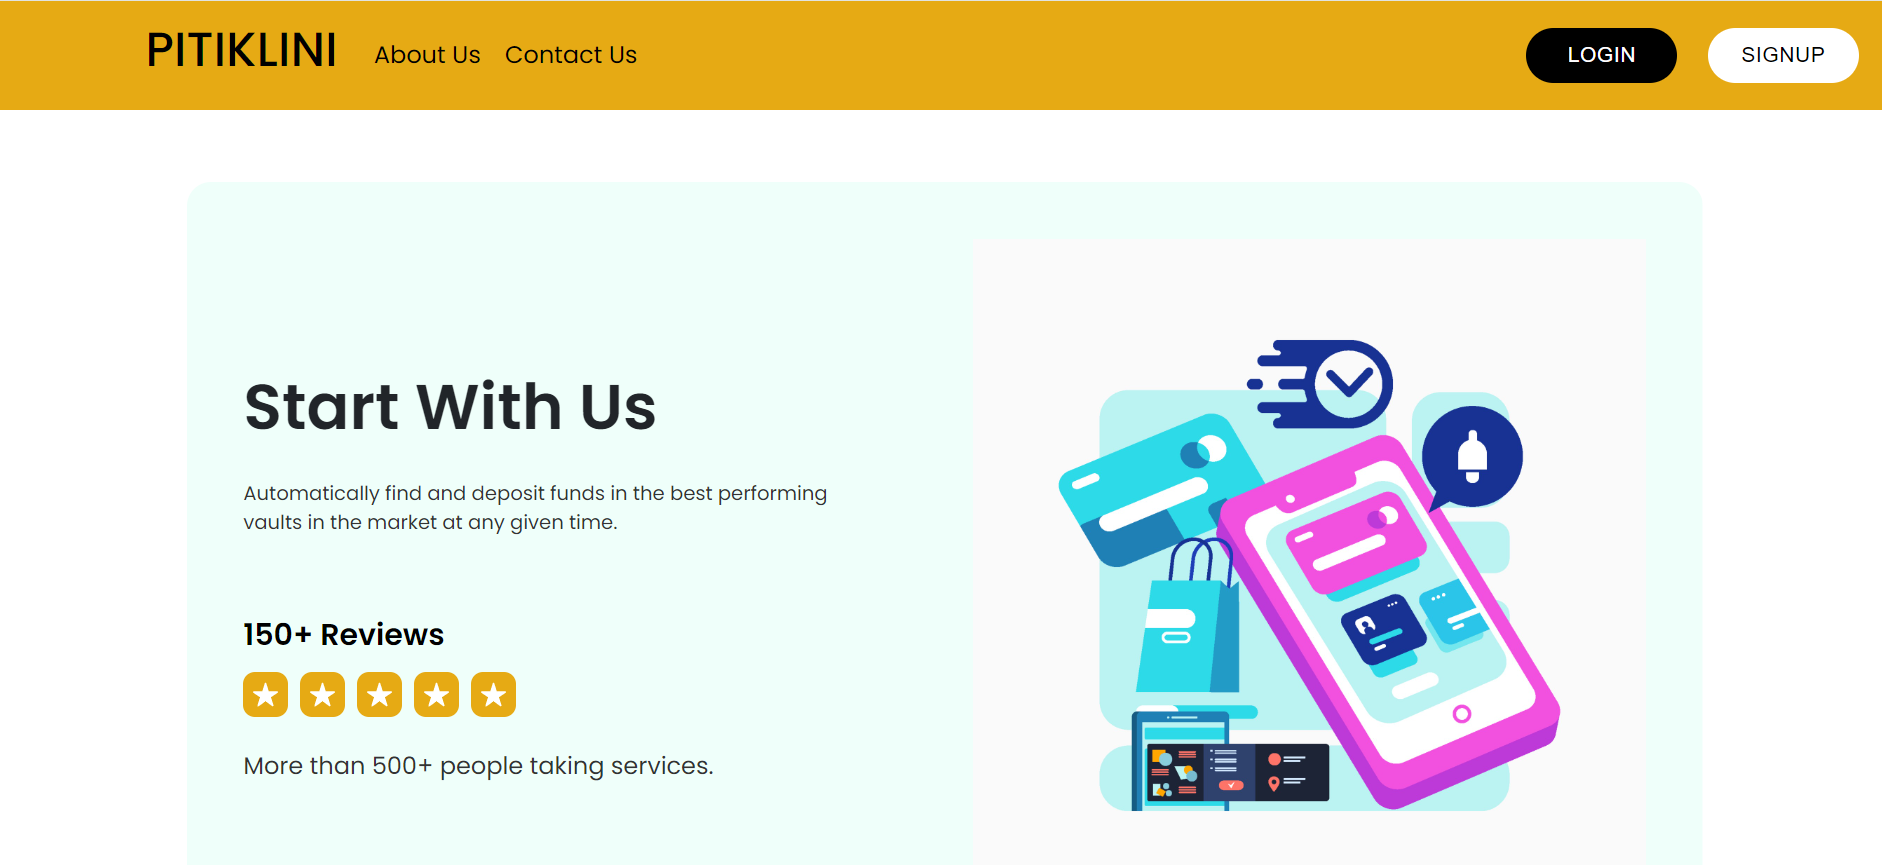 PITIKLINI
About Us
Contact Us
LOGIN
SIGNUP
Start With Us
Automatically find and deposit funds in the best performing
vaults in the market at any given time.
150+ Reviews
More than 500+ people taking services.